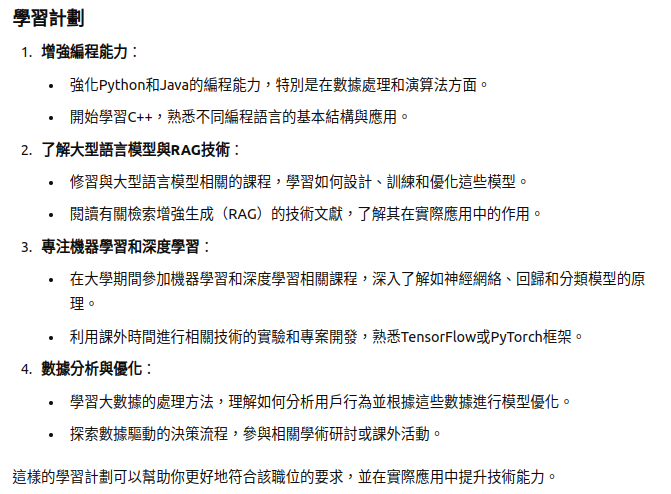 學習計劃
1. 增強編程能力：
• 強化Python和Java的編程能力，特別是在數據處理和演算法方面。
• 開始學習C++，熟悉不同編程語言的基本結構與應用。
2. 了解大型語言模型與RAG技術：
• 修習與大型語言模型相關的課程，學習如何設計、訓練和優化這些模型。
• 閱讀有關檢索增強生成（RAG）的技術文獻，了解其在實際應用中的作用。
3. 專注機器學習和深度學習：
• 在大學期間參加機器學習和深度學習相關課程，深入了解如神經網絡、回歸和分類模型的原
理。
• 利用課外時間進行相關技術的實驗和專案開發，熟悉TensorFlow或PyTorch框架。
4. 數據分析與優化：
• 學習大數據的處理方法，理解如何分析用戶行為並根據這些數據進行模型優化。
• 探索數據驅動的決策流程，參與相關學術研討或課外活動。
這樣的學習計劃可以幫助你更好地符合該職位的要求，並在實際應用中提升技術能力。